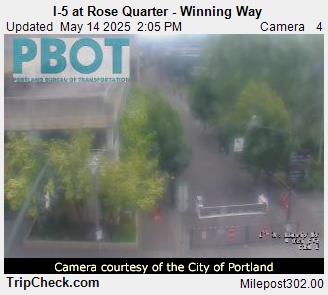 I-5 at Rose Quarter - Winning Way
Updated May 14 2025 2:05 PM Camera 4
PBOT
PORTLAND BUREAU OF TRANSPORTATION
Camera courtesy of the City of Portland
TripCheck.com Milepost302.00